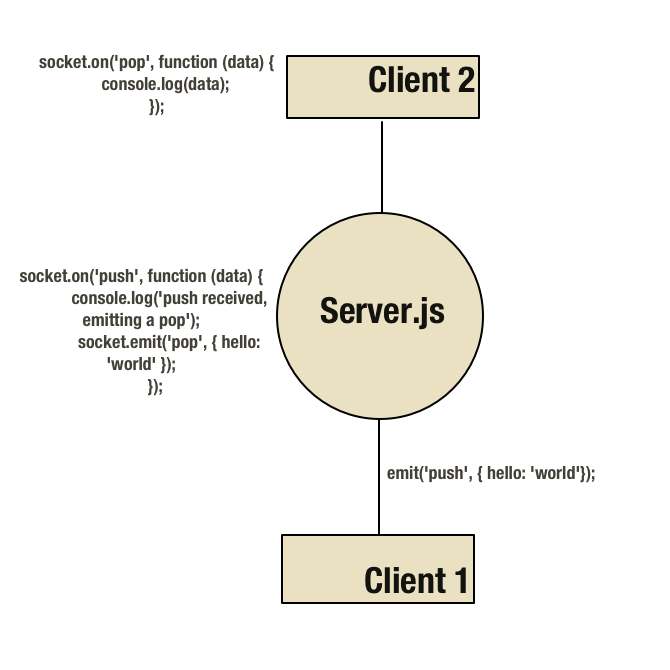 socket.on('pop', function (data) {
console.log(data);
});
Client 2
socket.on('push', function (data) {
console.log('push received,
emitting a pop');
socket.emit('pop', { hello:
'world' });
});
Server.js
emit('push', { hello: 'world'});
Client 1